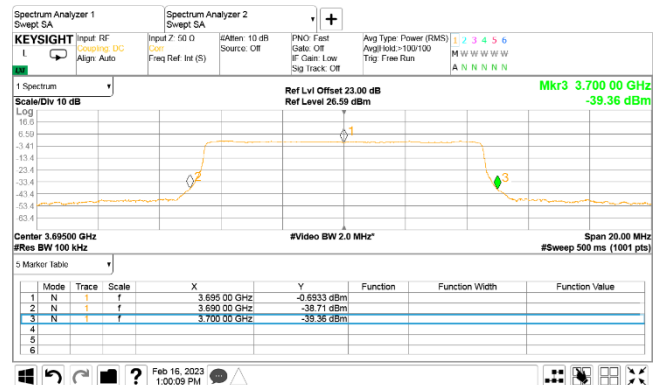 Spectrum Analyzer 1
Swept SA
Spectrum Analyzer 2
Swept SA
KEYSIGHT
L
Input: RF
Coupling: DC
Align: Auto
Input Z: 50 Ω
Corr
Freq Ref: Int (S)
#Atten: 10 dB
Source: Off
PNO: Fast
Gate: Off
IF Gain: Low
Sig Track: Off
Avg Type: Power (RMS)
Avg|Hold:>100/100
Trig: Free Run
1 2 3 4 5 6
M W W W W W
A N N N N N
1 Spectrum
Scale/Div 10 dB
Log
Ref Lvl Offset 23.00 dB
Ref Level 26.59 dBm
Mkr3 3.700 00 GHz
-39.36 dBm
16.6
6.59
-3.41
-13.4
-23.4
-33.4
-43.4
-53.4
-63.4
1
2
3
Center 3.69500 GHz
#Res BW 100 kHz
#Video BW 2.0 MHz*
Span 20.00 MHz
#Sweep 500 ms (1001 pts)
5 Marker Table
Mode Trace Scale X Y Function Function Width Function Value
1 N 1 f 3.695 00 GHz -0.6933 dBm
2 N 1 f 3.690 00 GHz -38.71 dBm
3 N 1 f 3.700 00 GHz -39.36 dBm
4
5
6
?
Feb 16, 2023
1:00:09 PM